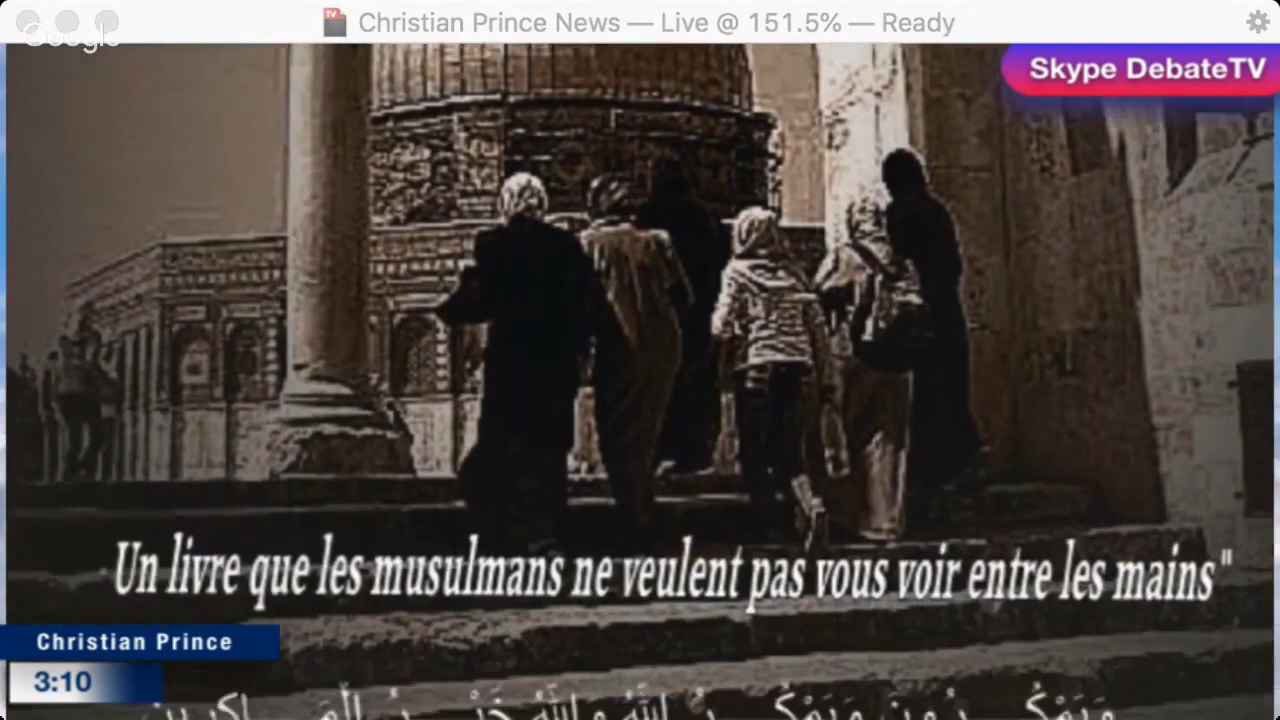 Christian Prince News — Live @ 151.5% — Ready
Google
Skype DebateTV
Un livre que les musulmans ne veulent pas vous voir entre les mains"
Christian Prince
3:10